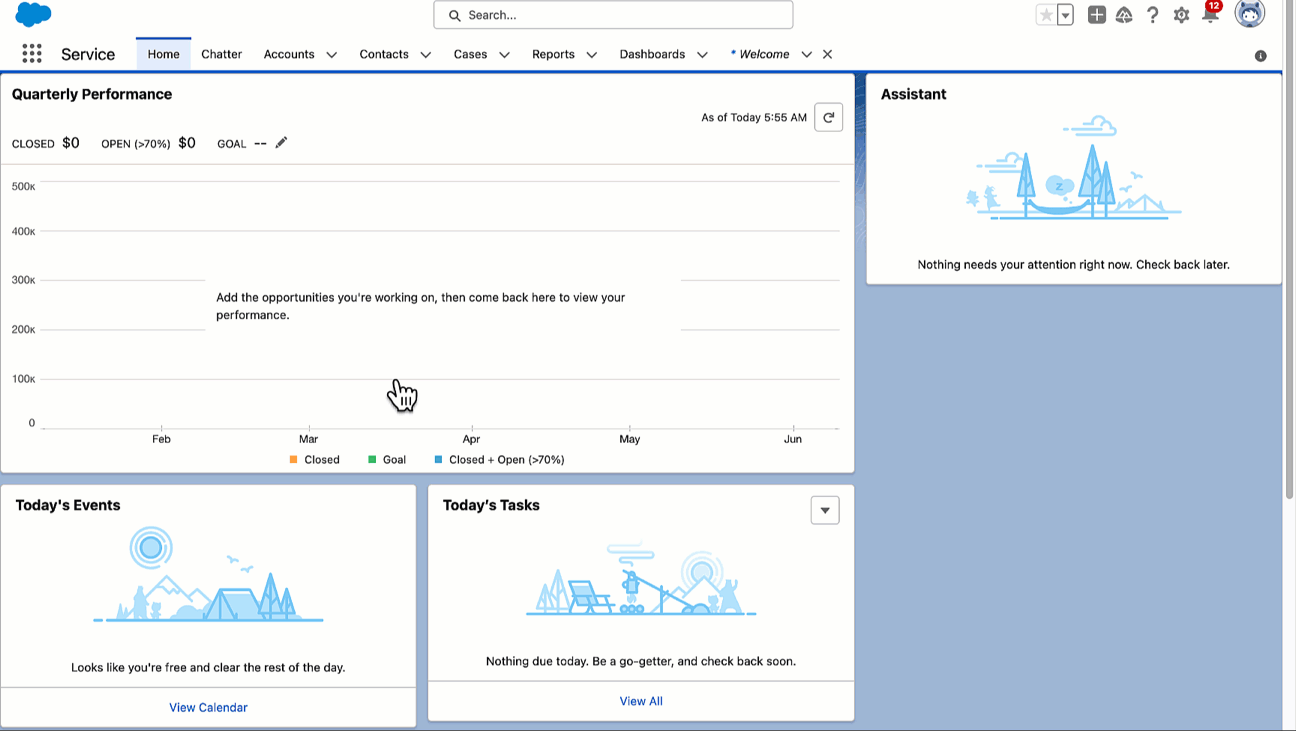 Search...
12
Service
Home
Chatter
Accounts
Contacts
Cases
Reports
Dashboards
* Welcome
Quarterly Performance
As of Today 5:55 AM
CLOSED $0 OPEN (>70%) $0 GOAL --
500K
400K
300K
Add the opportunities you're working on, then come back here to view your
performance.
200K
100K
0
Feb Mar Apr May Jun
Closed Goal Closed + Open (>70%)
Assistant
z
Nothing needs your attention right now. Check back later.
Today's Events
Looks like you're free and clear the rest of the day.
View Calendar
Today's Tasks
Nothing due today. Be a go-getter, and check back soon.
View All